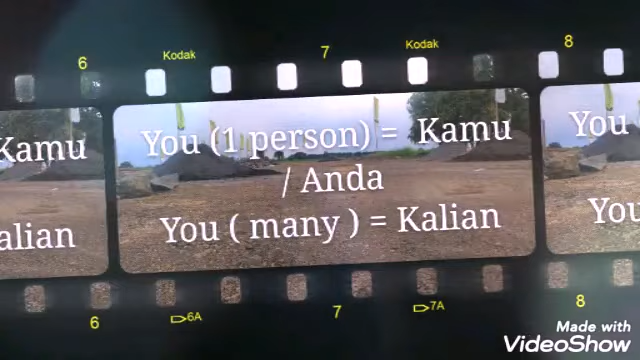 6 Kodak 7 Kodak 8
Kamu You (1 person) = Kamu You
/ Anda
alian You ( many ) = Kalian You
6 6A 7 7A 8
Made with
VideoShow